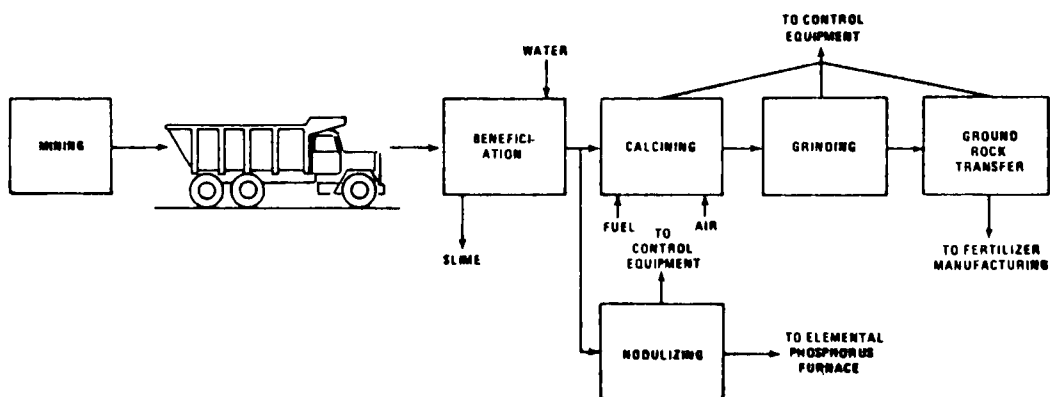 TO CONTROL
EQUIPMENT
WATER
MINING
BENEFICI-
ATION
CALCINING
GRINDING
GROUND
ROCK
TRANSFER
FUEL
AIR
SLIME
TO
CONTROL
EQUIPMENT
TO FERTILIZER
MANUFACTURING
NODULIZING
TO ELEMENTAL
PHOSPHORUS
FURNACE